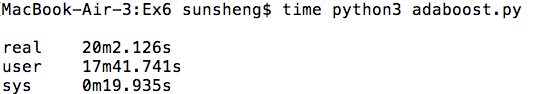 MacBook-Air-3:Ex6 sunsheng$ time python3 adaboost.py
real 20m2.126s
user 17m41.741s
sys 0m19.935s